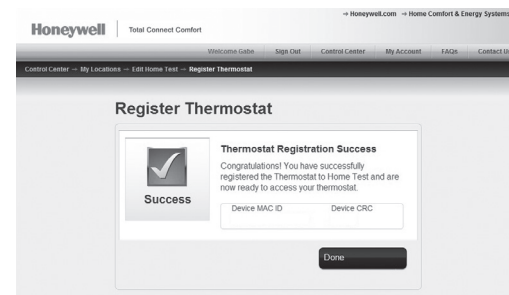 → Honeywell.com → Home Comfort & Energy Systems
Honeywell Total Connect Comfort
Welcome Gabe Sign Out Control Center My Account FAQs Contact U
Control Center → My Locations → Edit Home Test → Register Thermostat
Register Thermostat
Thermostat Registration Success
Congratulations! You have successfully
registered the Thermostat to Home Test and are
now ready to access your thermostat.
Success
Device MAC ID Device CRC
Done